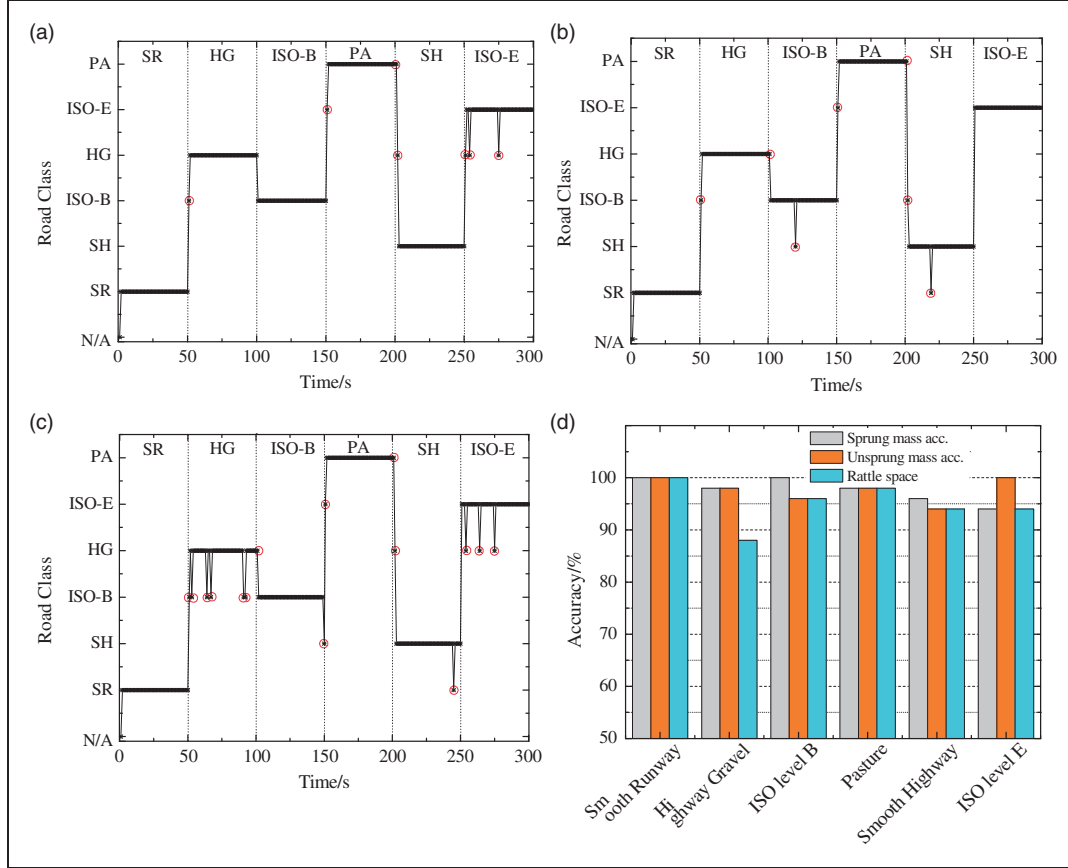 (a)
SR HG ISO-B PA SH ISO-E
PA
ISO-E
HG
ISO-B
SH
SR
N/A
Road Class
0 50 100 150 200 250 300
Time/s
(b)
SR HG ISO-B PA SH ISO-E
PA
ISO-E
HG
ISO-B
SH
SR
N/A
Road Class
0 50 100 150 200 250 300
Time/s
(c)
SR HG ISO-B PA SH ISO-E
PA
ISO-E
HG
ISO-B
SH
SR
N/A
Road Class
0 50 100 150 200 250 300
Time/s
(d)
Sprung mass acc.
Unsprung mass acc.
Rattle space
100
90
80
70
60
50
Accuracy/%
Sm
ooth Runway
Hi
ghway Gravel
ISO level B
Pasture
Smooth Highway
ISO level E